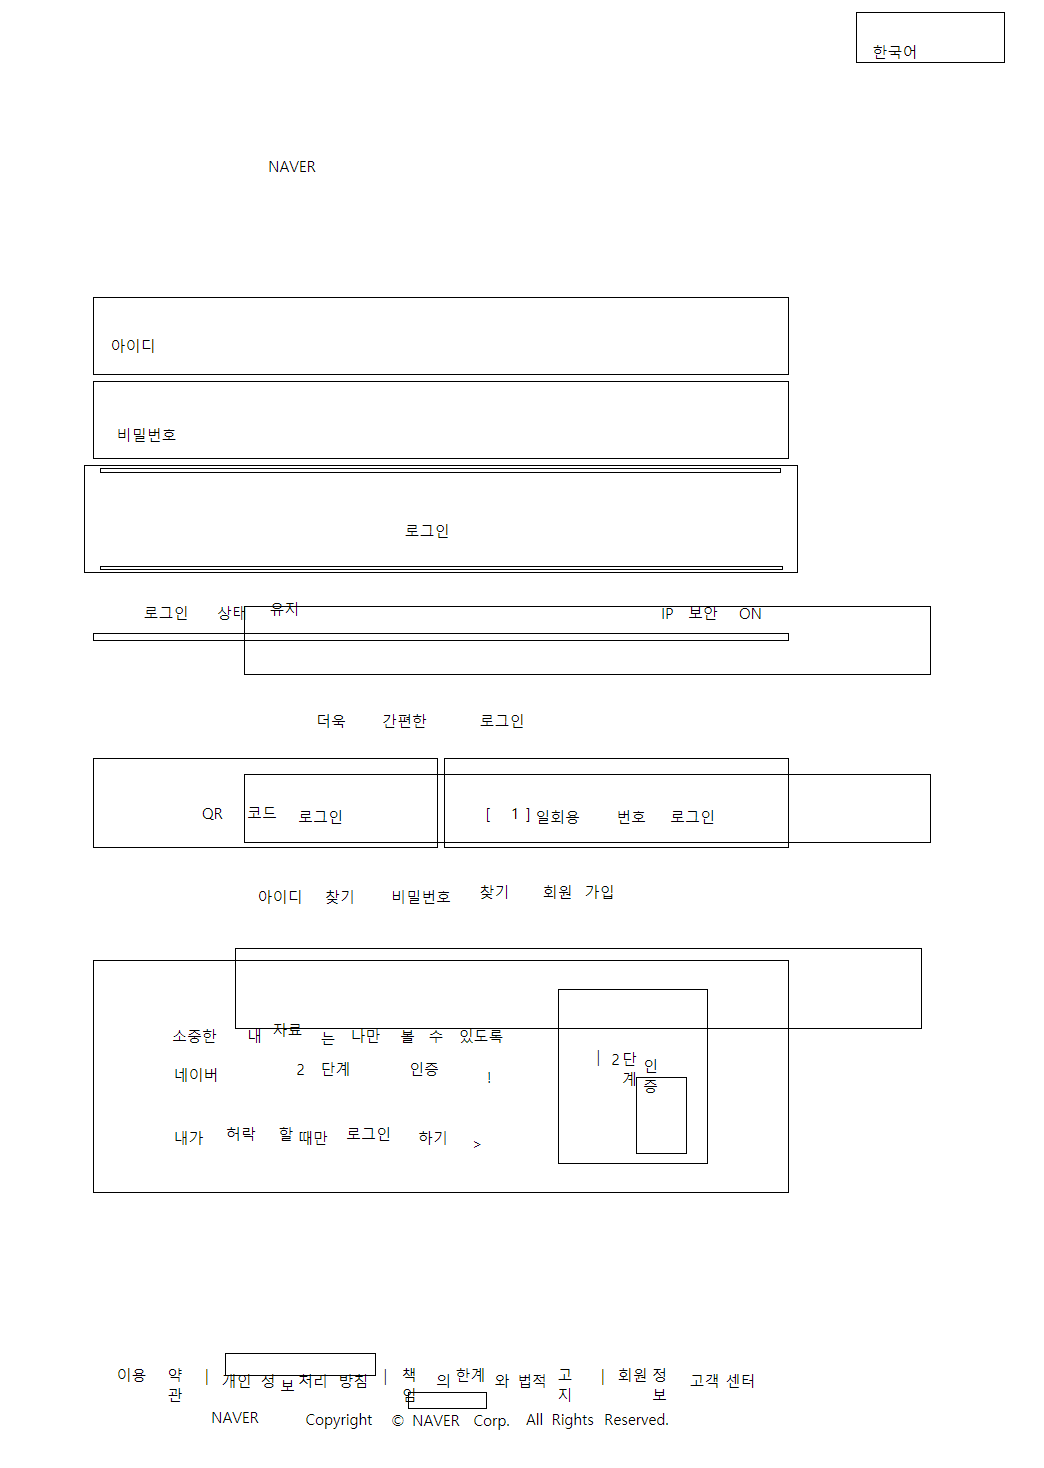 한국어
NAVER
아이디
비밀번호
로그인
로그인 상태 유지 IP 보안 ON
더욱 간편한 로그인
QR 코드 로그인 [ 1 ] 일회용 번호 로그인
아이디 찾기 비밀번호 찾기 회원 가입
소중한 내 자료 는 나만 볼 수 있도록
네이버 2 단계 인증 !
내가 허락 할 때만 로그인 하기 >
| 2 단계 인증
이용 약관 | 개인 정 보 처리 방침 | 책임 의 한계 와 법적 고지 | 회원 정보 고객 센터
NAVER Copyright © NAVER Corp. All Rights Reserved.